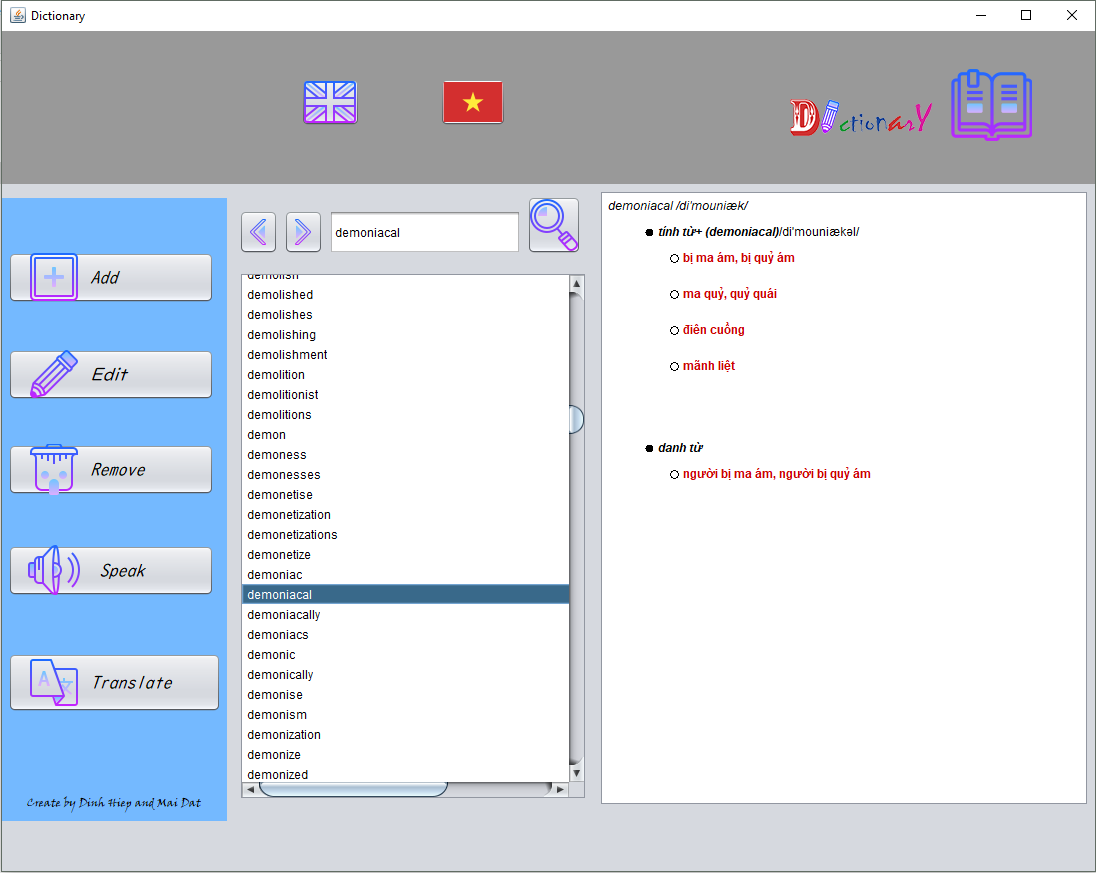 Dictionary
DictionarY
Add
Edit
Remove
Speak
A 文
Translate
Create by Dinh Hiep and Mai Dat
demoniacal
demolish
demolished
demolishes
demolishing
demolishment
demolition
demolitionist
demolitions
demon
demoness
demonesses
demonetise
demonetization
demonetizations
demonetize
demoniac
demoniacal
demoniacally
demoniacs
demonic
demonically
demonise
demonism
demonization
demonize
demonized
demoniacal /di'mouniæk/
tính từ+ (demoniacal)/di'mouniækəl/
bị ma ám, bị quỷ ám
ma quỷ, quỷ quái
điên cuồng
mãnh liệt
danh từ
người bị ma ám, người bị quỷ ám